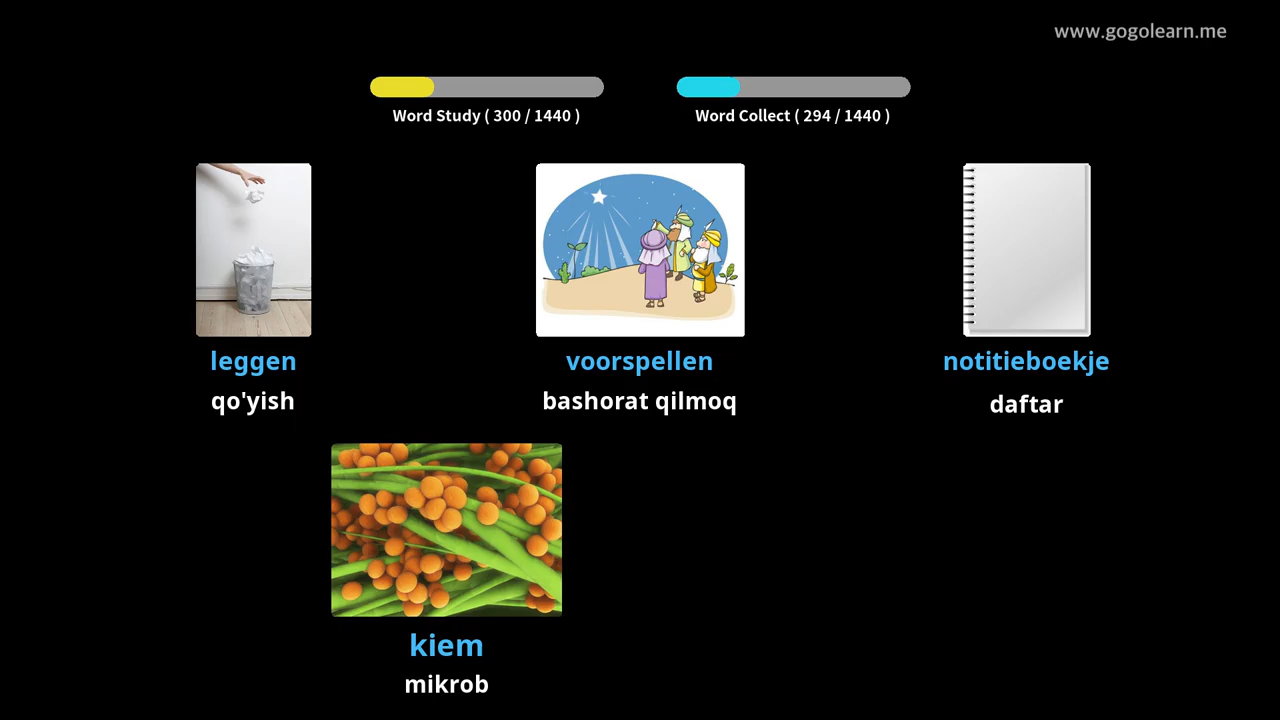 www.gogolearn.me
Word Study ( 300 / 1440 )
Word Collect ( 294 / 1440 )
leggen
voorspellen
notitieboekje
qo'yish
bashorat qilmoq
daftar
kiem
mikrob